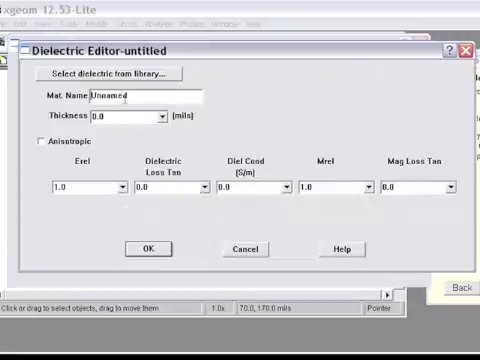 xgeom 12.53-Lite
Dielectric Editor-untitled
Select dielectric from library...
Mat. Name Unnamed
Thickness 0.0 (mils)
Anisotropic
Erel Dielectric Loss Tan Diel Cond (S/m) Mrel Mag Loss Tan
1.0 0.0 0.0 1.0 0.0
OK Cancel Help
Back
Click or drag to select objects, drag to move them 1.0x 70.0, 170.0 mils Pointer